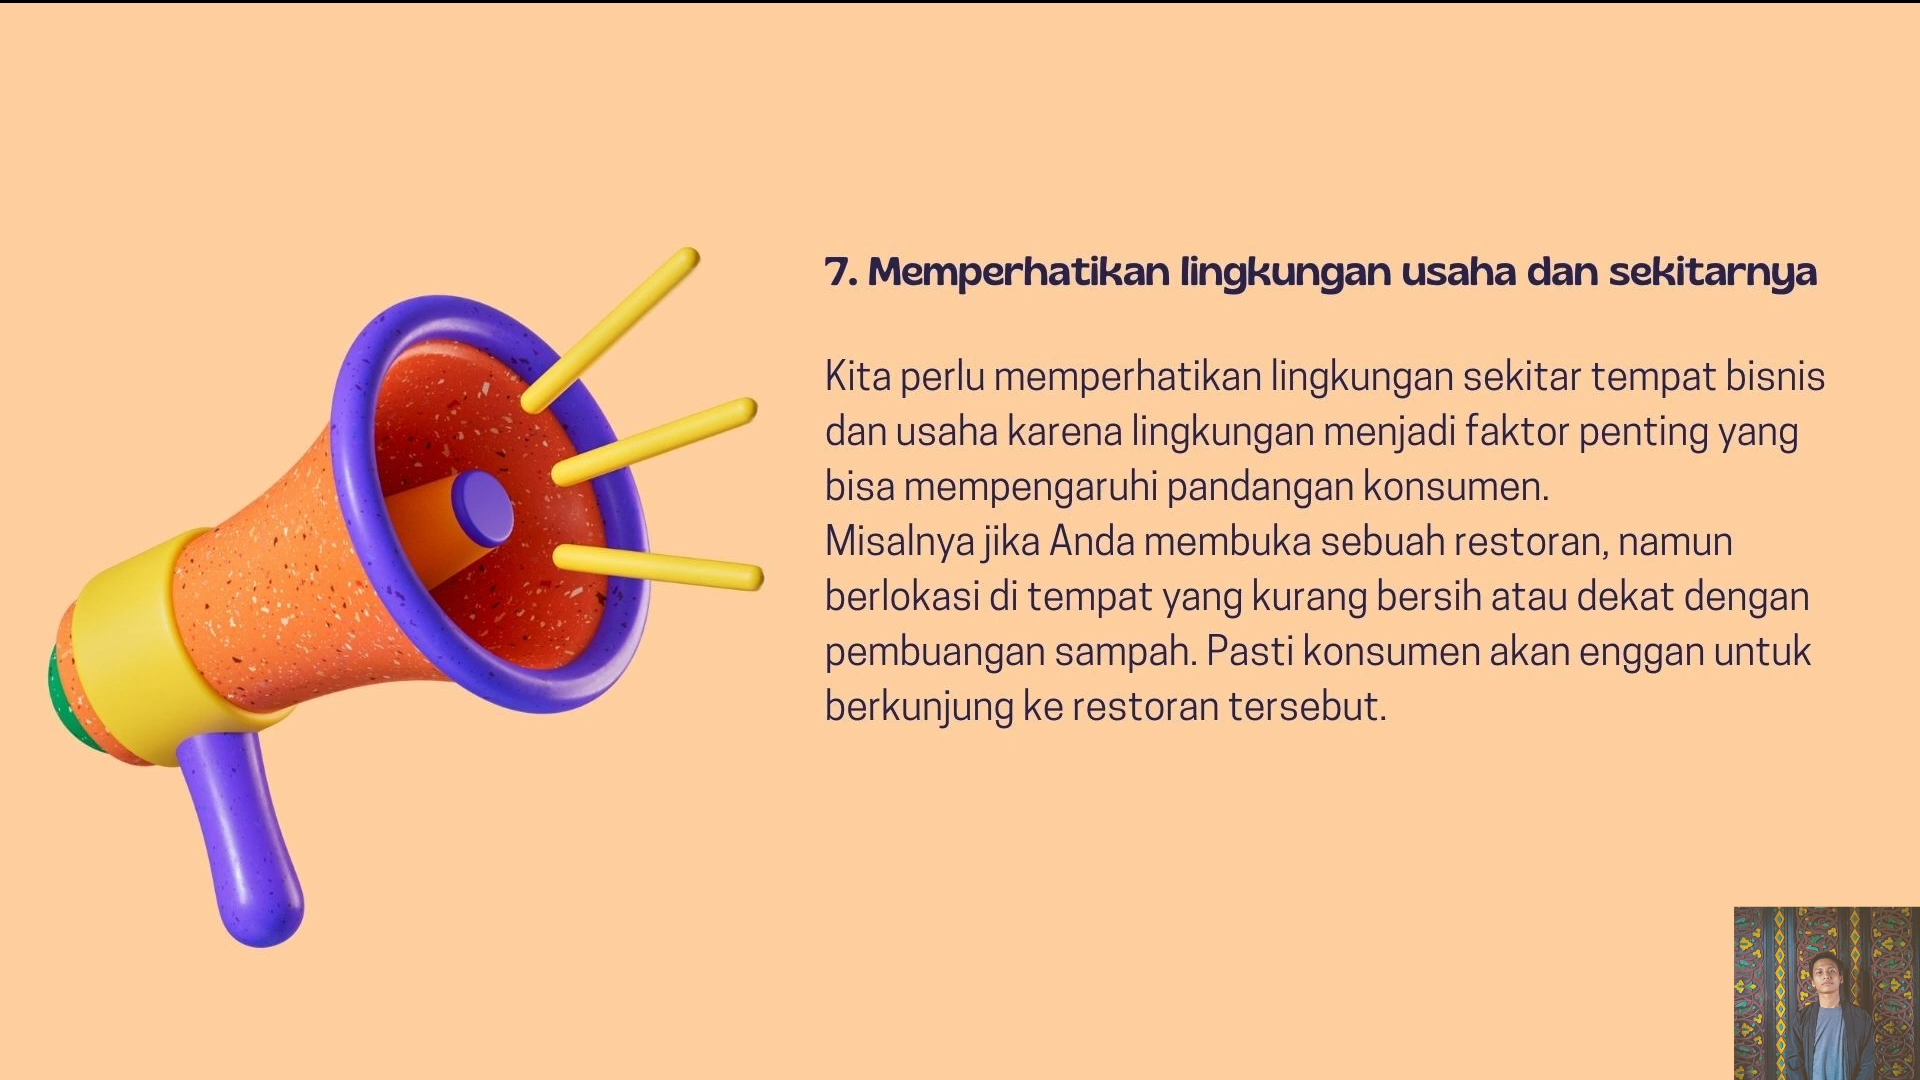 7. Memperhatikan lingkungan usaha dan sekitarnya
Kita perlu memperhatikan lingkungan sekitar tempat bisnis
dan usaha karena lingkungan menjadi faktor penting yang
bisa mempengaruhi pandangan konsumen.
Misalnya jika Anda membuka sebuah restoran, namun
berlokasi di tempat yang kurang bersih atau dekat dengan
pembuangan sampah. Pasti konsumen akan enggan untuk
berkunjung ke restoran tersebut.